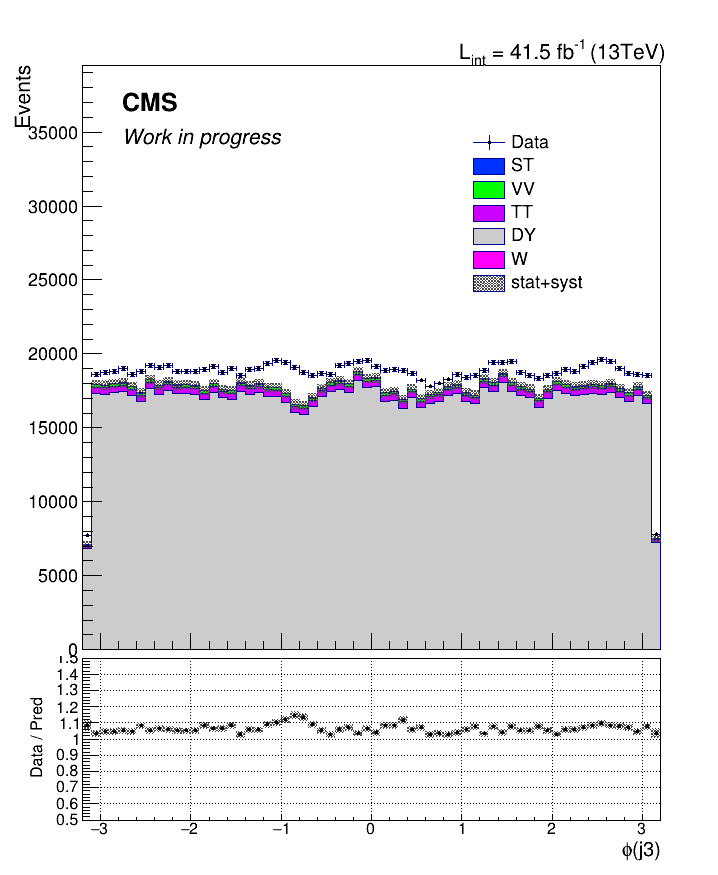 L_int = 41.5 fb^-1 (13TeV)
Events
CMS
Work in progress
Data
ST
VV
TT
DY
W
stat+syst
35000
30000
25000
20000
15000
10000
5000
0
Data / Pred
1.5
1.4
1.3
1.2
1.1
1
0.9
0.8
0.7
0.6
0.5
−3 −2 −1 0 1 2 3
ϕ(j3)